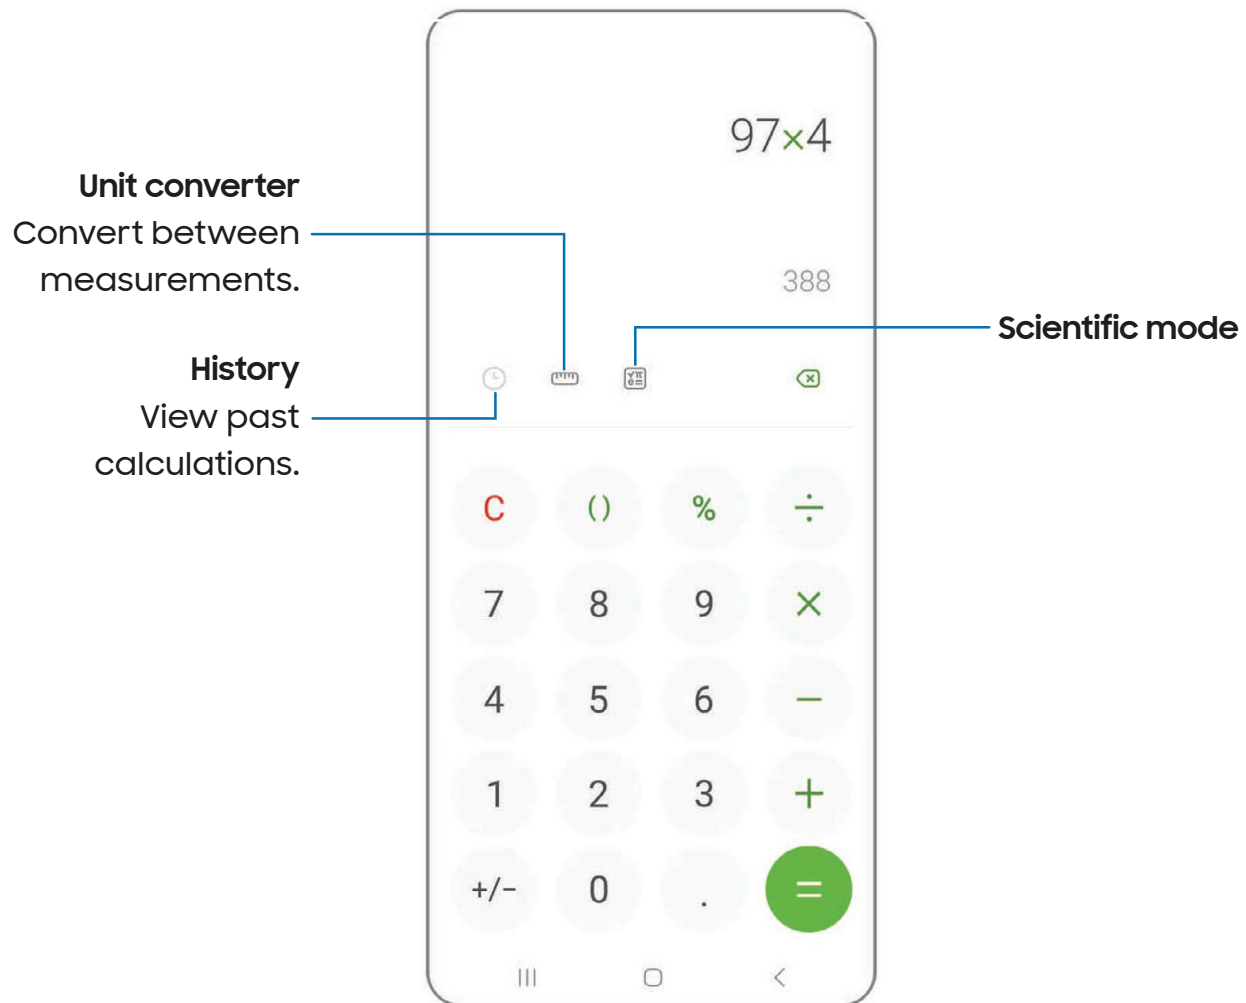 97×4
Unit converter
Convert between
measurements.
388
Scientific mode
History
View past
calculations.
√π
e=
C () % ÷
7 8 9 ×
4 5 6 −
1 2 3 +
+/− 0 . =